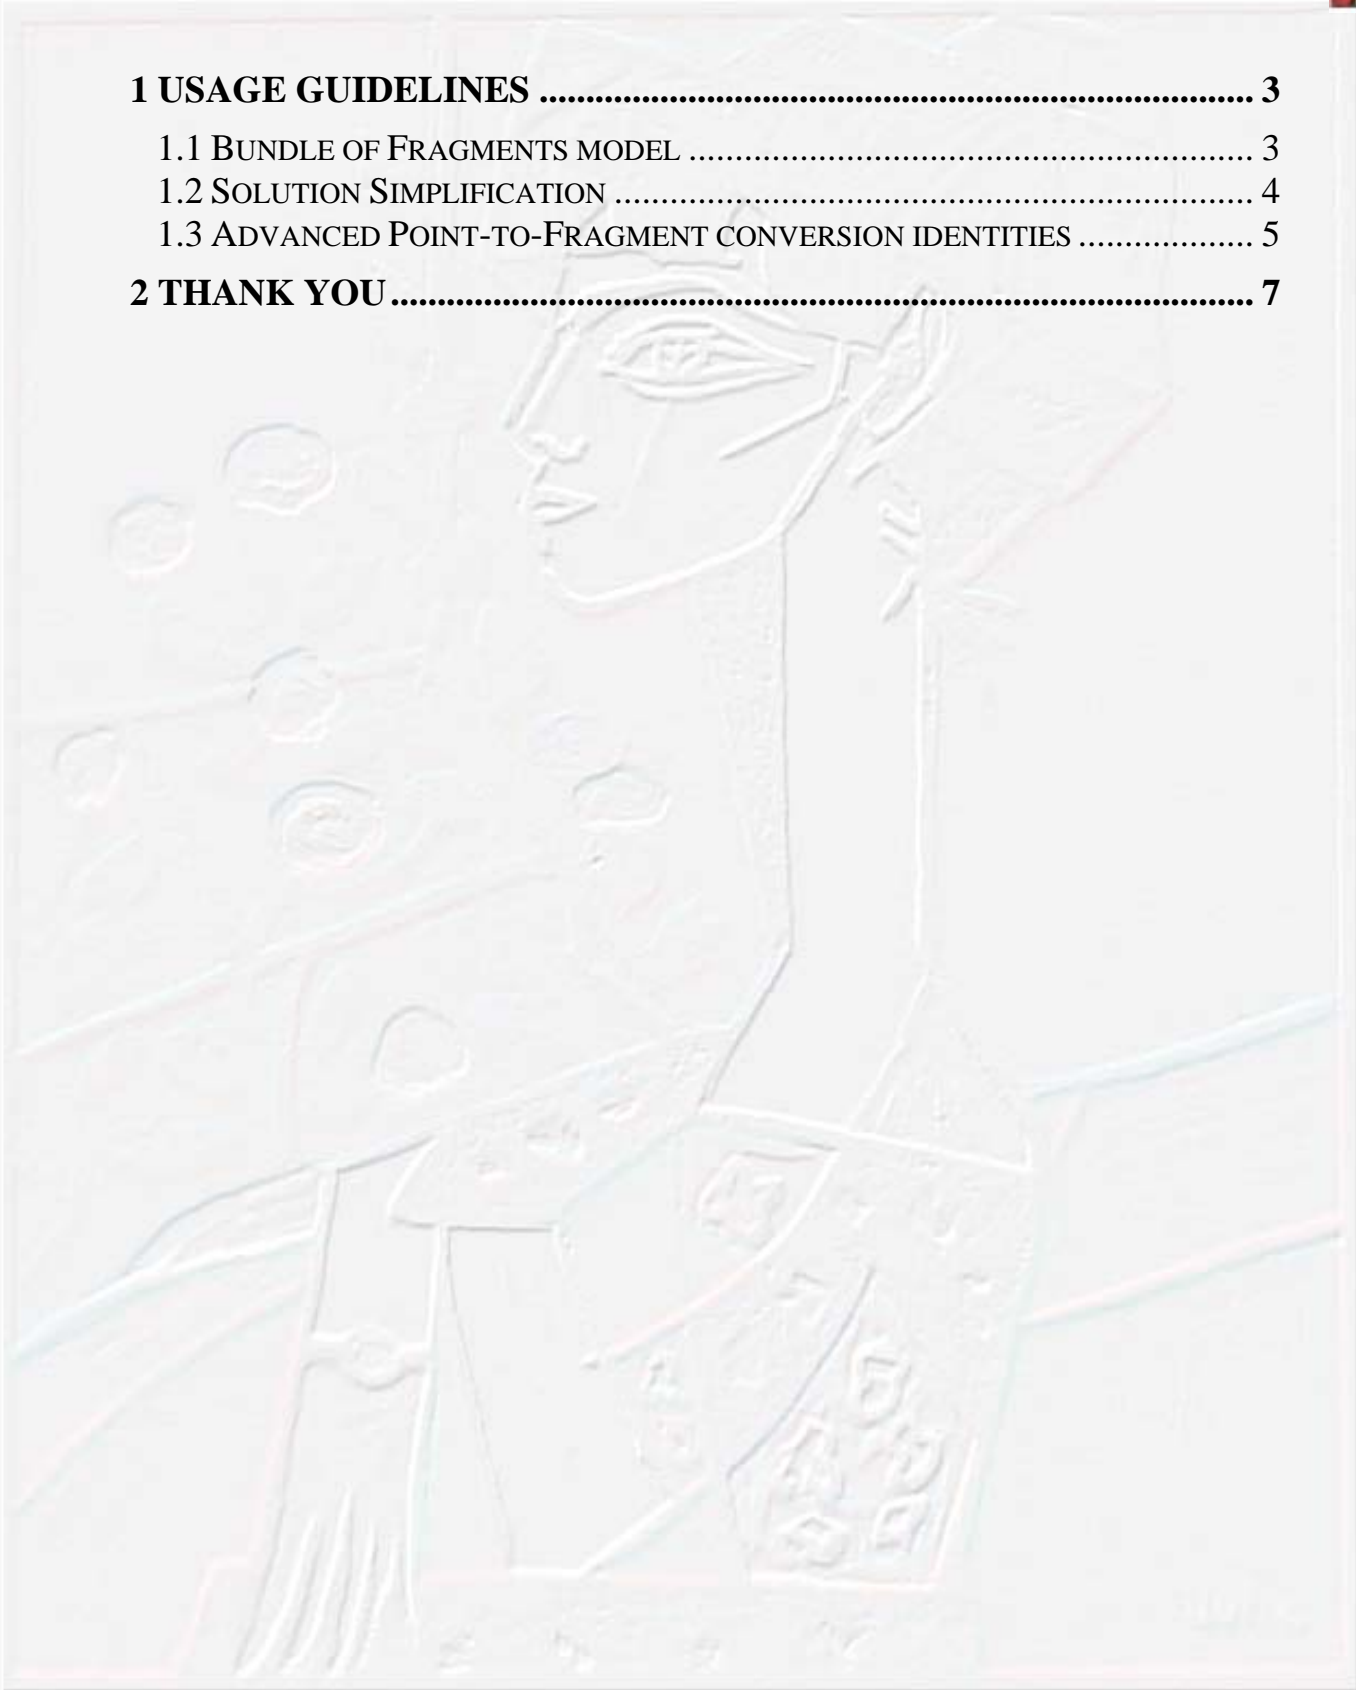 1 USAGE GUIDELINES ............................................................................. 3
1.1 BUNDLE OF FRAGMENTS MODEL ............................................................. 3
1.2 SOLUTION SIMPLIFICATION ..................................................................... 4
1.3 ADVANCED POINT-TO-FRAGMENT CONVERSION IDENTITIES ................... 5
2 THANK YOU ............................................................................................. 7